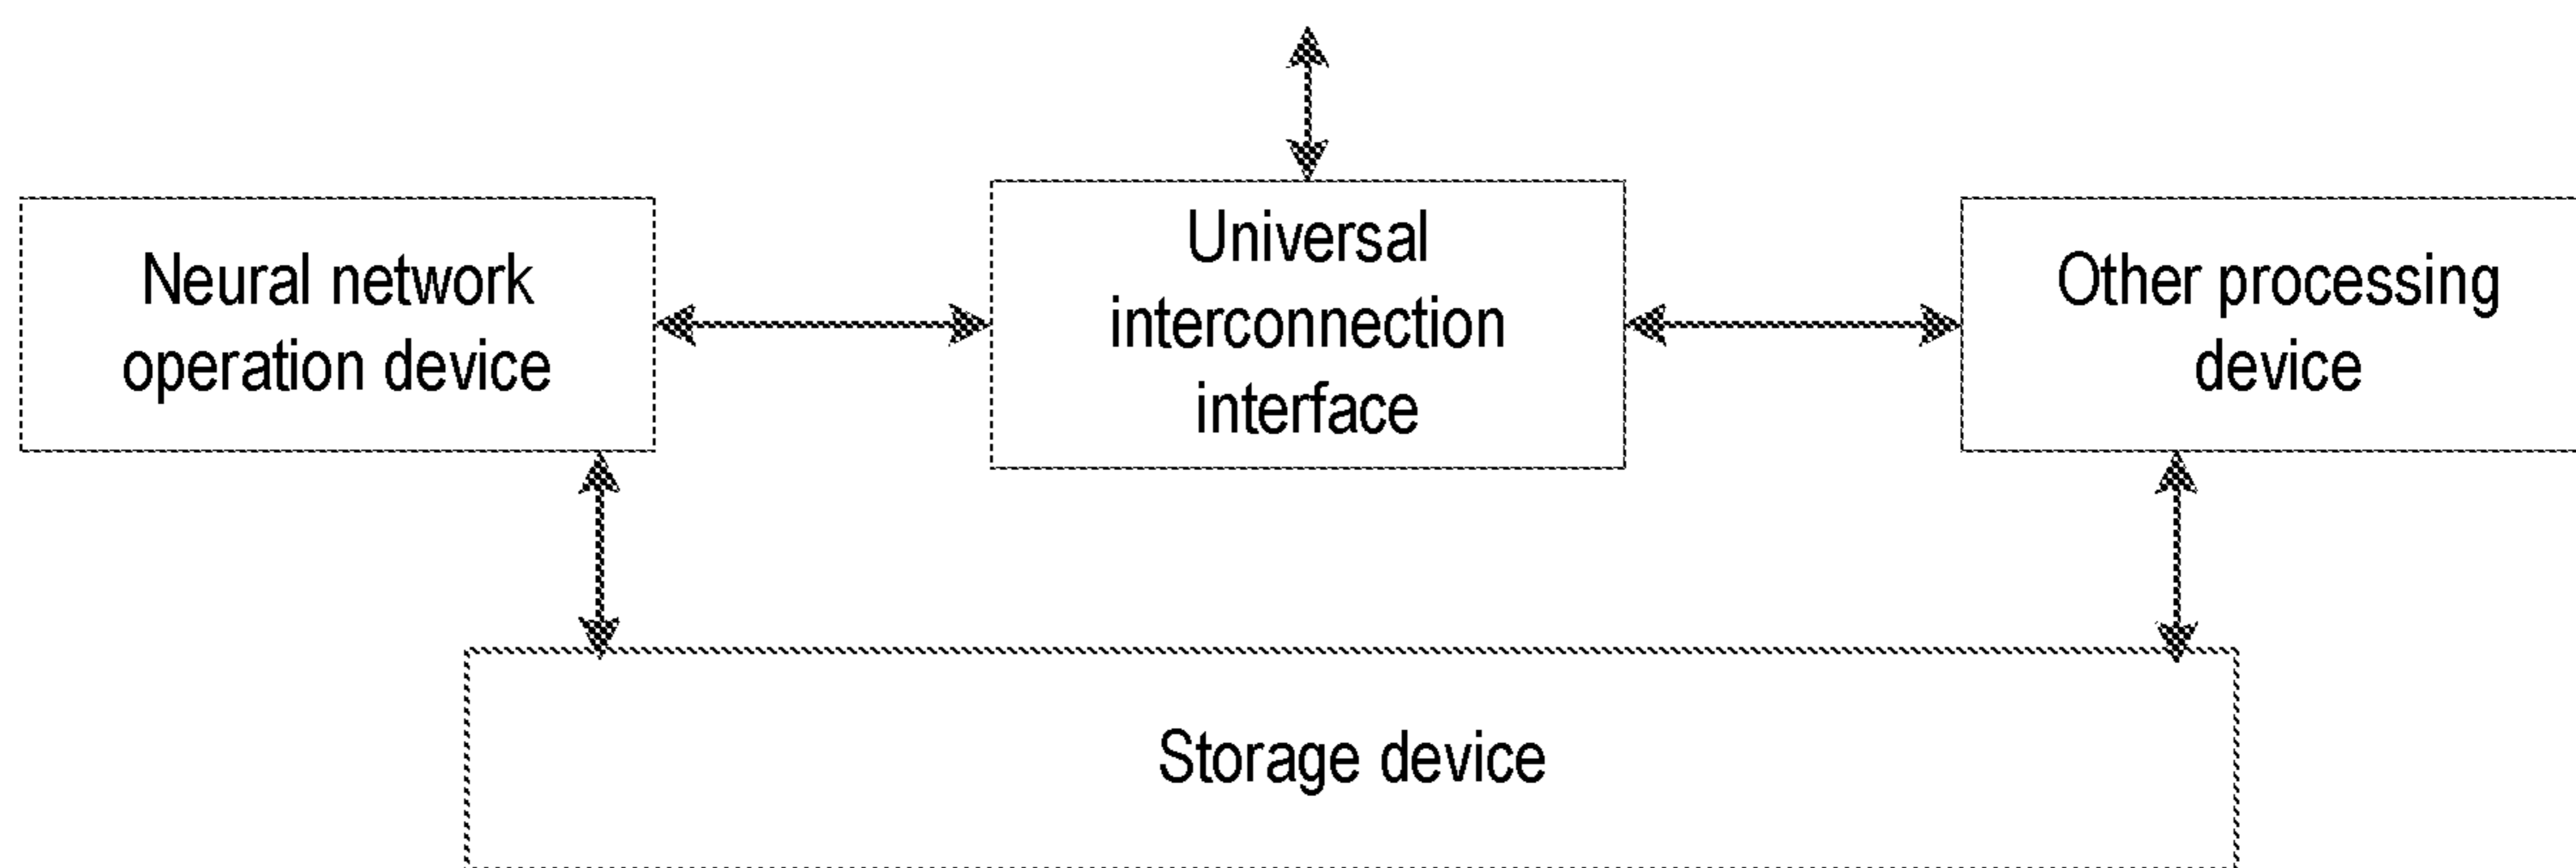 Neural network
operation device
Universal
interconnection
interface
Other processing
device
Storage device